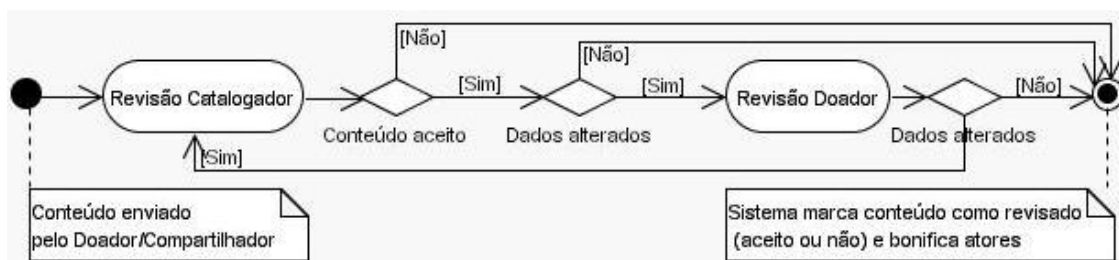 [Não]
[Não]
Revisão Catalogador
[Sim]
[Sim]
Revisão Doador
[Não]
Conteúdo aceito
Dados alterados
Dados alterados
[Sim]
Conteúdo enviado
pelo Doador/Compartilhador
Sistema marca conteúdo como revisado
(aceito ou não) e bonifica atores